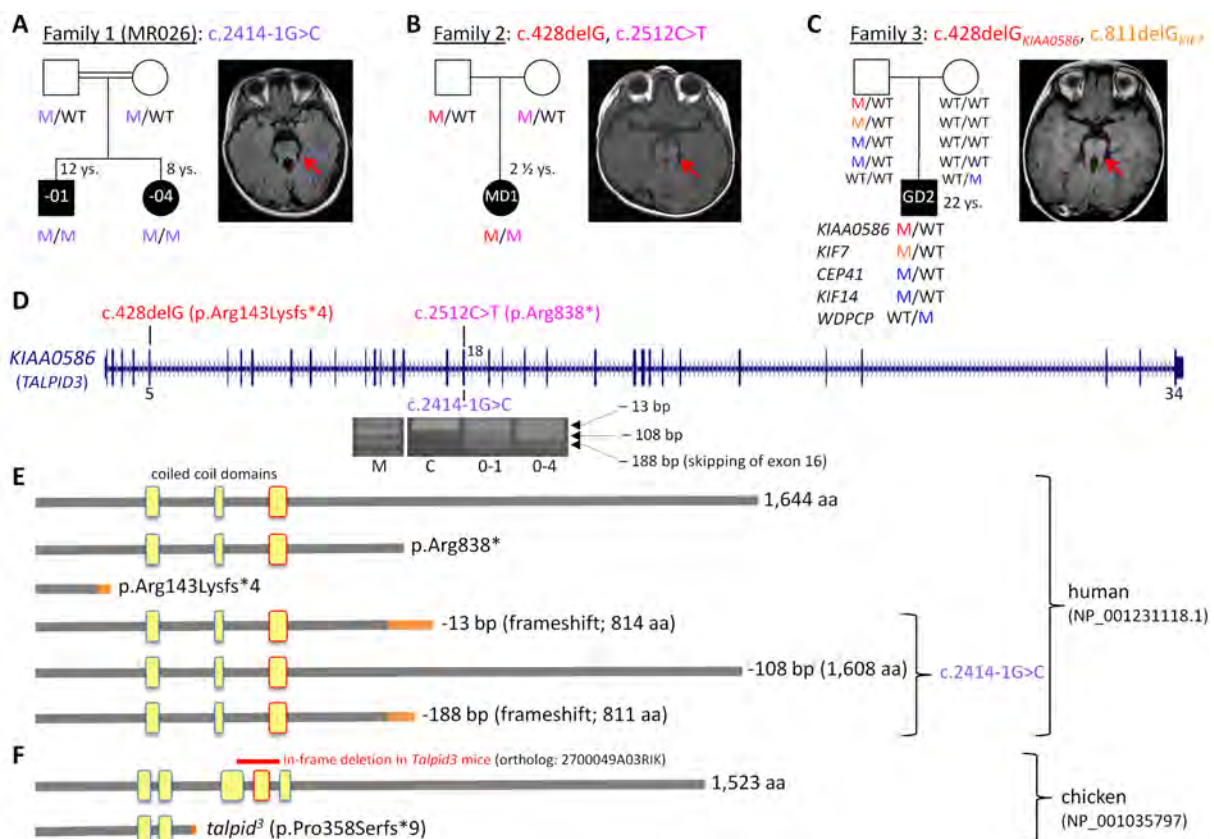 A
Family 1 (MR026): c.2414-1G>C
M/WT M/WT
12 ys. 8 ys.
-01 -04
M/M M/M
B
Family 2: c.428delG, c.2512C>T
M/WT M/WT
2 ½ ys.
MD1
M/M
C
Family 3: c.428delG KIAA0586, c.811delG KIF7
M/WT WT/WT
M/WT WT/WT
M/WT WT/WT
M/WT WT/WT
WT/WT WT/M
GD2 22 ys.
KIAA0586 M/WT
KIF7 M/WT
CEP41 M/WT
KIF14 M/WT
WDPCP WT/M
D
c.428delG (p.Arg143Lysfs*4) c.2512C>T (p.Arg838*)
KIAA0586
(TALPID3)
18
5 34
c.2414-1G>C
– 13 bp
– 108 bp
– 188 bp (skipping of exon 16)
M C 0-1 0-4
E
coiled coil domains
1,644 aa
p.Arg838*
p.Arg143Lysfs*4
-13 bp (frameshift; 814 aa)
-108 bp (1,608 aa)
-188 bp (frameshift; 811 aa)
c.2414-1G>C
human
(NP_001231118.1)
F
in-frame deletion in Talpid3 mice (ortholog: 2700049A03RIK)
1,523 aa
talpid³ (p.Pro358Serfs*9)
chicken
(NP_001035797)